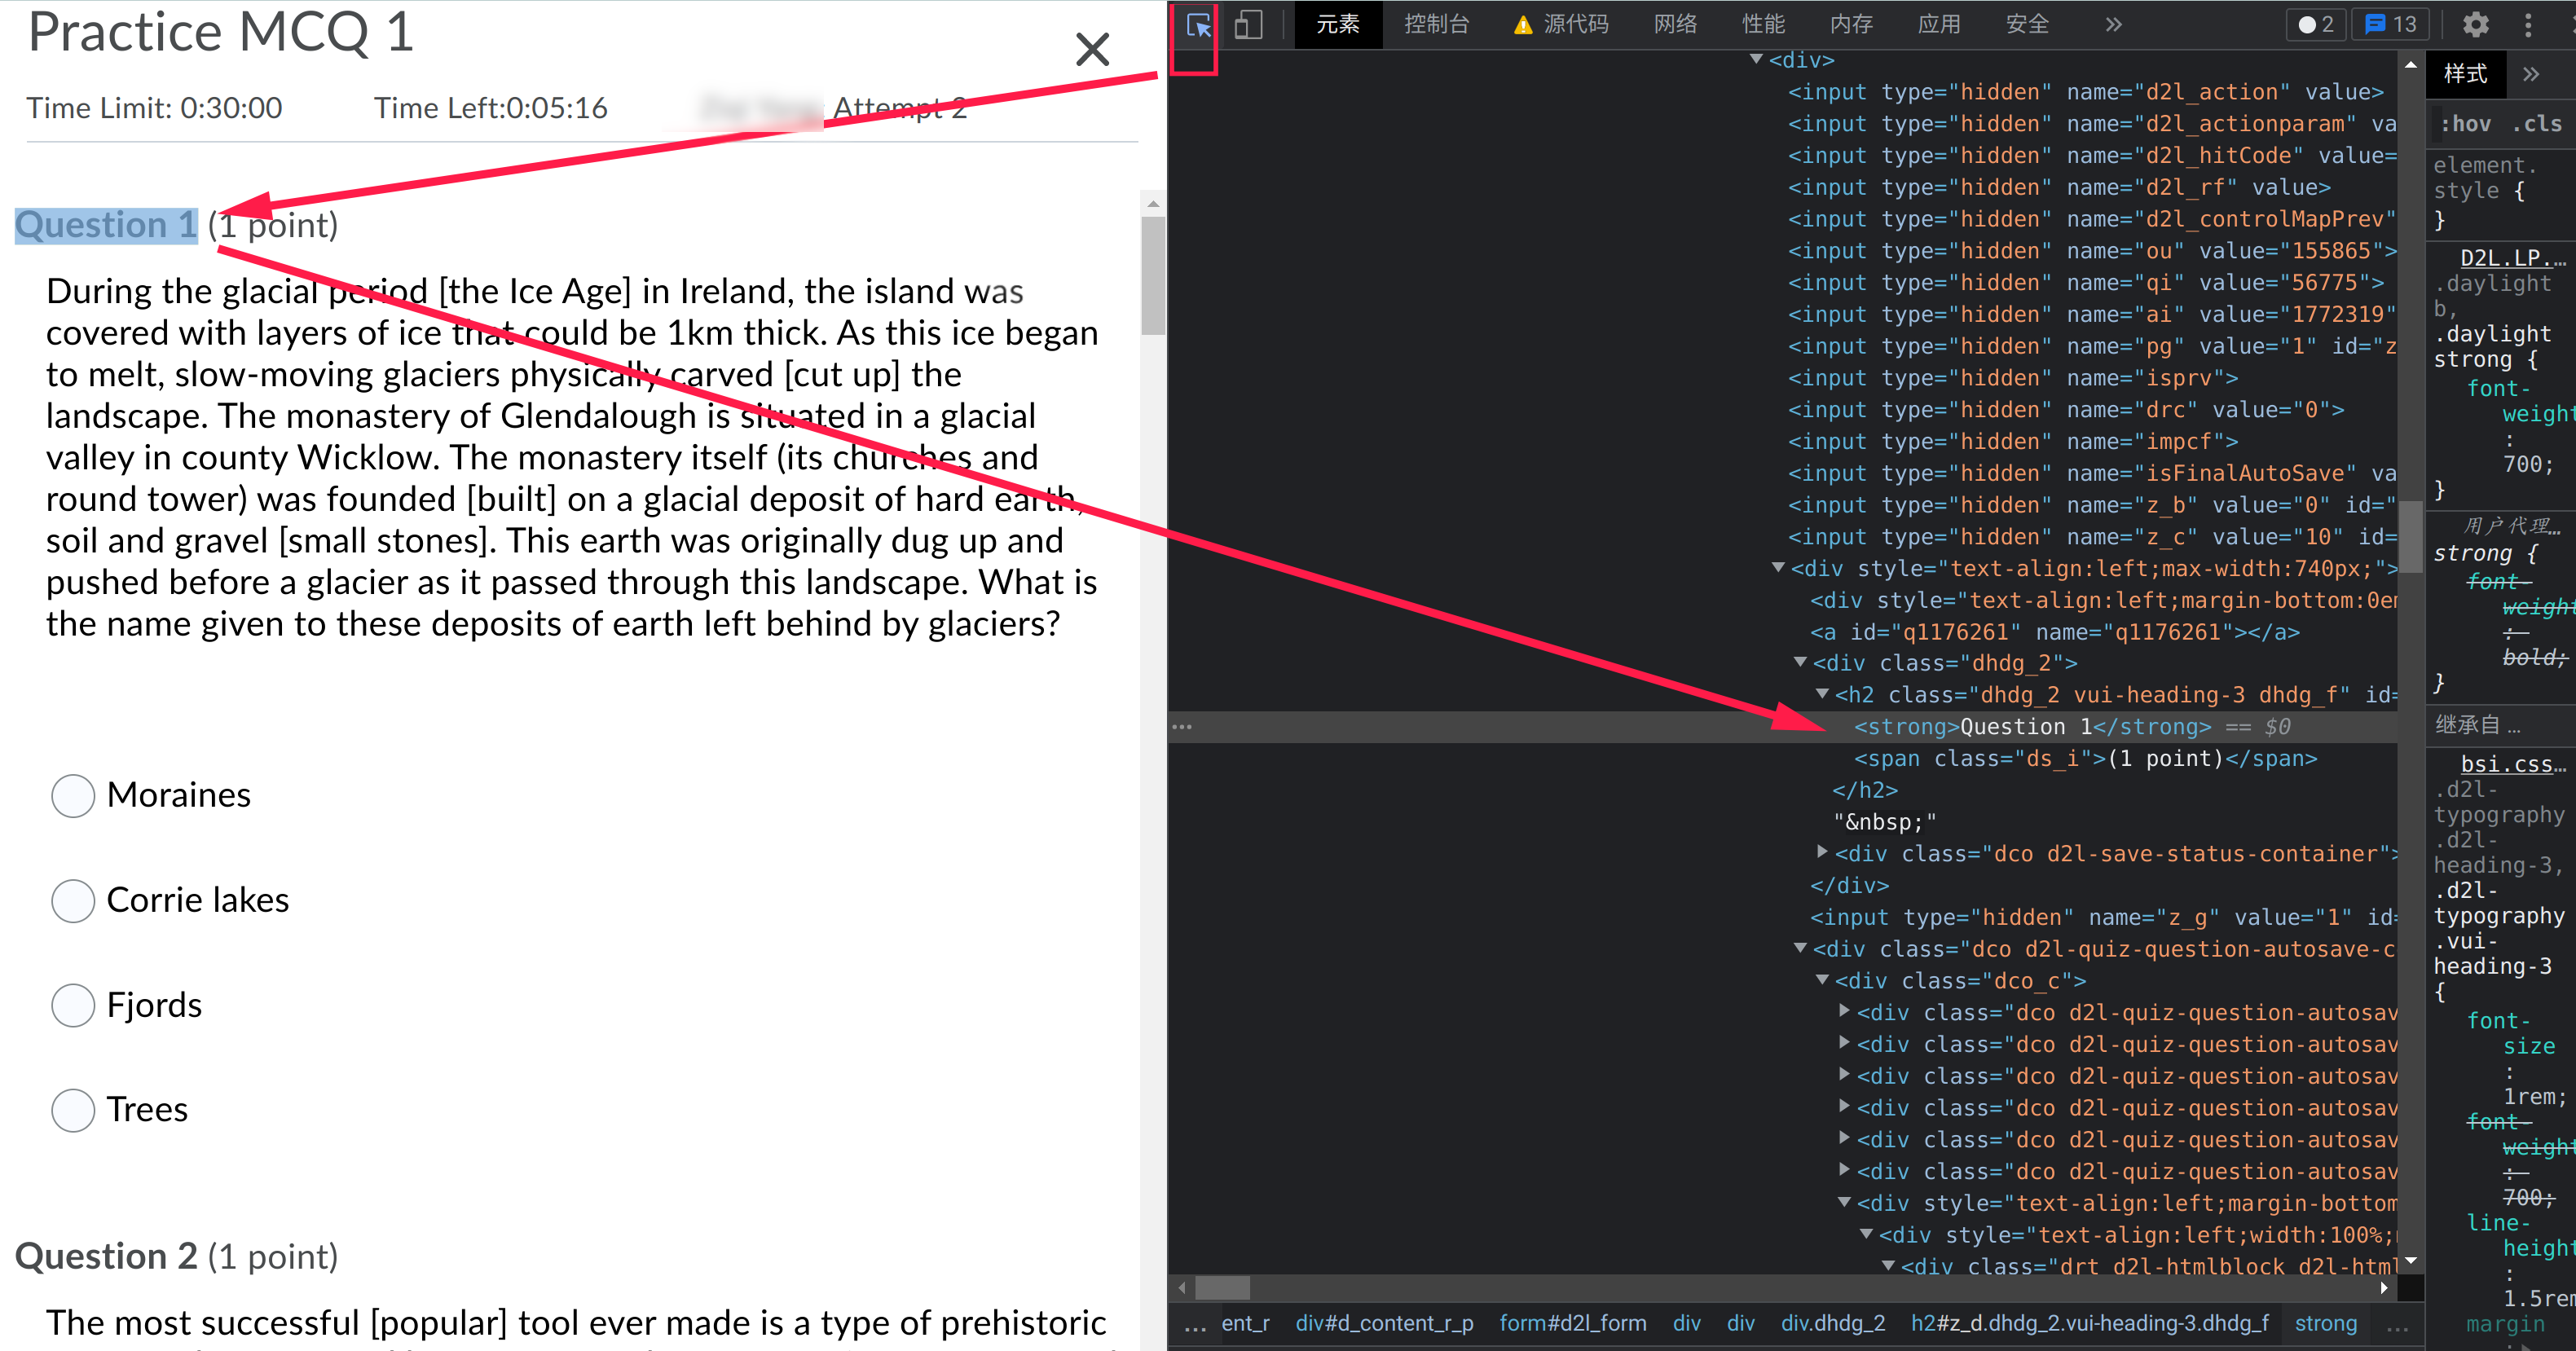 Practice MCQ 1
Time Limit: 0:30:00 Time Left:0:05:16 Attempt 2
Question 1 (1 point)
During the glacial period [the Ice Age] in Ireland, the island was
covered with layers of ice that could be 1km thick. As this ice began
to melt, slow-moving glaciers physically carved [cut up] the
landscape. The monastery of Glendalough is situated in a glacial
valley in county Wicklow. The monastery itself (its churches and
round tower) was founded [built] on a glacial deposit of hard earth,
soil and gravel [small stones]. This earth was originally dug up and
pushed before a glacier as it passed through this landscape. What is
the name given to these deposits of earth left behind by glaciers?
Moraines
Corrie lakes
Fjords
Trees
Question 2 (1 point)
The most successful [popular] tool ever made is a type of prehistoric
元素 控制台 源代码 网络 性能 内存 应用 安全 » 2 13
<div>
<input type="hidden" name="d2l_action" value>
<input type="hidden" name="d2l_actionparam" va
<input type="hidden" name="d2l_hitCode" value=
<input type="hidden" name="d2l_rf" value>
<input type="hidden" name="d2l_controlMapPrev"
<input type="hidden" name="ou" value="155865">
<input type="hidden" name="qi" value="56775">
<input type="hidden" name="ai" value="1772319"
<input type="hidden" name="pg" value="1" id="z
<input type="hidden" name="isprv">
<input type="hidden" name="drc" value="0">
<input type="hidden" name="impcf">
<input type="hidden" name="isFinalAutoSave" va
<input type="hidden" name="z_b" value="0" id="
<input type="hidden" name="z_c" value="10" id=
<div style="text-align:left;max-width:740px;">
<div style="text-align:left;margin-bottom:0em
<a id="q1176261" name="q1176261"></a>
<div class="dhdg_2">
<h2 class="dhdg_2 vui-heading-3 dhdg_f" id=
… <strong>Question 1</strong> == $0
<span class="ds_i">(1 point)</span>
</h2>
"&nbsp;"
<div class="dco d2l-save-status-container">
</div>
<input type="hidden" name="z_g" value="1" id=
<div class="dco d2l-quiz-question-autosave-c
<div class="dco_c">
<div class="dco d2l-quiz-question-autosav
<div class="dco d2l-quiz-question-autosav
<div class="dco d2l-quiz-question-autosav
<div class="dco d2l-quiz-question-autosav
<div class="dco d2l-quiz-question-autosav
<div class="dco d2l-quiz-question-autosav
<div style="text-align:left;margin-bottom
<div style="text-align:left;width:100%;
<div class="drt d2l-htmlblock d2l-html
… ent_r div#d_content_r_p form#d2l_form div div div.dhdg_2 h2#z_d.dhdg_2.vui-heading-3.dhdg_f strong …
样式 »
:hov .cls
element.
style {
}
D2L.LP.…
.daylight
b,
.daylight
strong {
font-
weight
:
700;
}
用户代理…
strong {
font-
weight
:
bold;
}
继承自 …
bsi.css…
.d2l-
typography
.d2l-
heading-3,
.d2l-
typography
.vui-
heading-3
{
font-
size
:
1rem;
font-
weight
:
700;
line-
height
:
1.5rem
margin